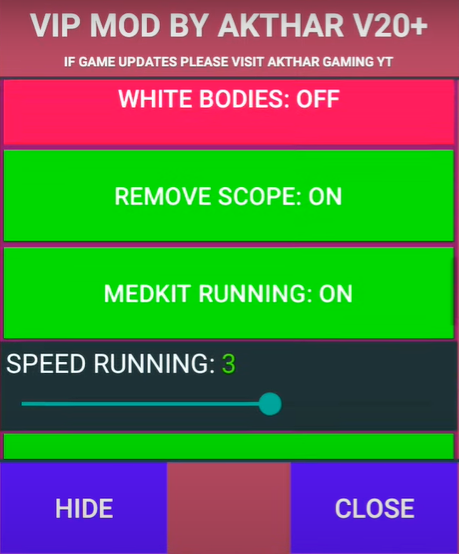 VIP MOD BY AKTHAR V20+
IF GAME UPDATES PLEASE VISIT AKTHAR GAMING YT
WHITE BODIES: OFF
REMOVE SCOPE: ON
MEDKIT RUNNING: ON
SPEED RUNNING: 3
HIDE
CLOSE